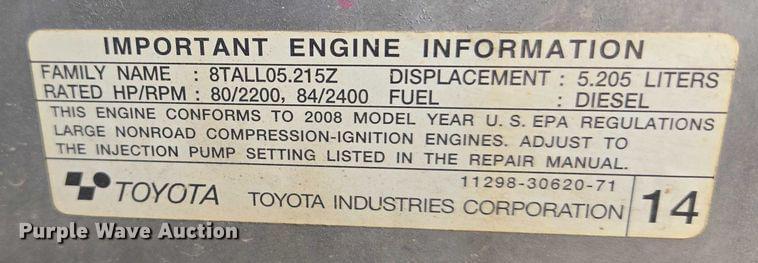 IMPORTANT ENGINE INFORMATION
FAMILY NAME : 8TALL05.215Z DISPLACEMENT : 5.205 LITERS
RATED HP/RPM : 80/2200, 84/2400 FUEL : DIESEL
THIS ENGINE CONFORMS TO 2008 MODEL YEAR U.S. EPA REGULATIONS
LARGE NONROAD COMPRESSION-IGNITION ENGINES. ADJUST TO
THE INJECTION PUMP SETTING LISTED IN THE REPAIR MANUAL.
11298-30620-71
TOYOTA TOYOTA INDUSTRIES CORPORATION 14
Purple Wave Auction